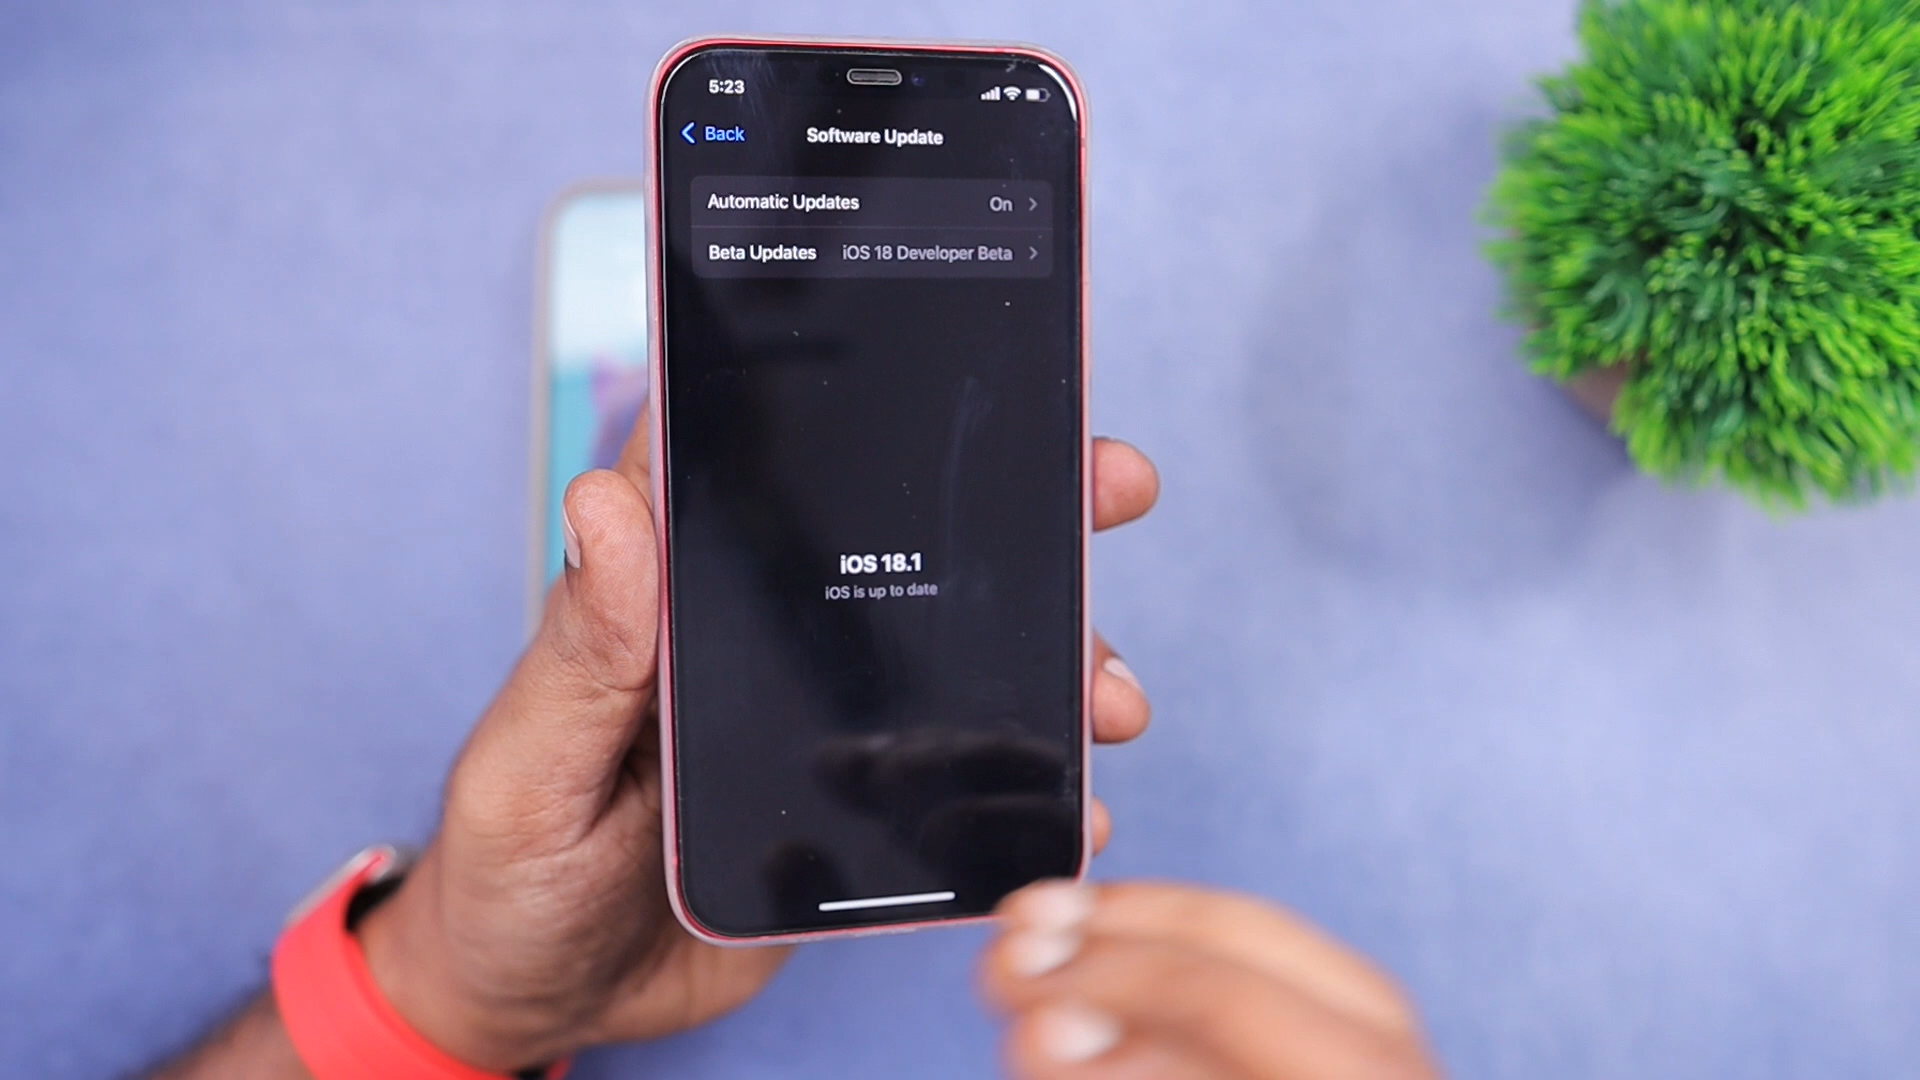 5:23
Back
Software Update
Automatic Updates On
Beta Updates iOS 18 Developer Beta
iOS 18.1
iOS is up to date